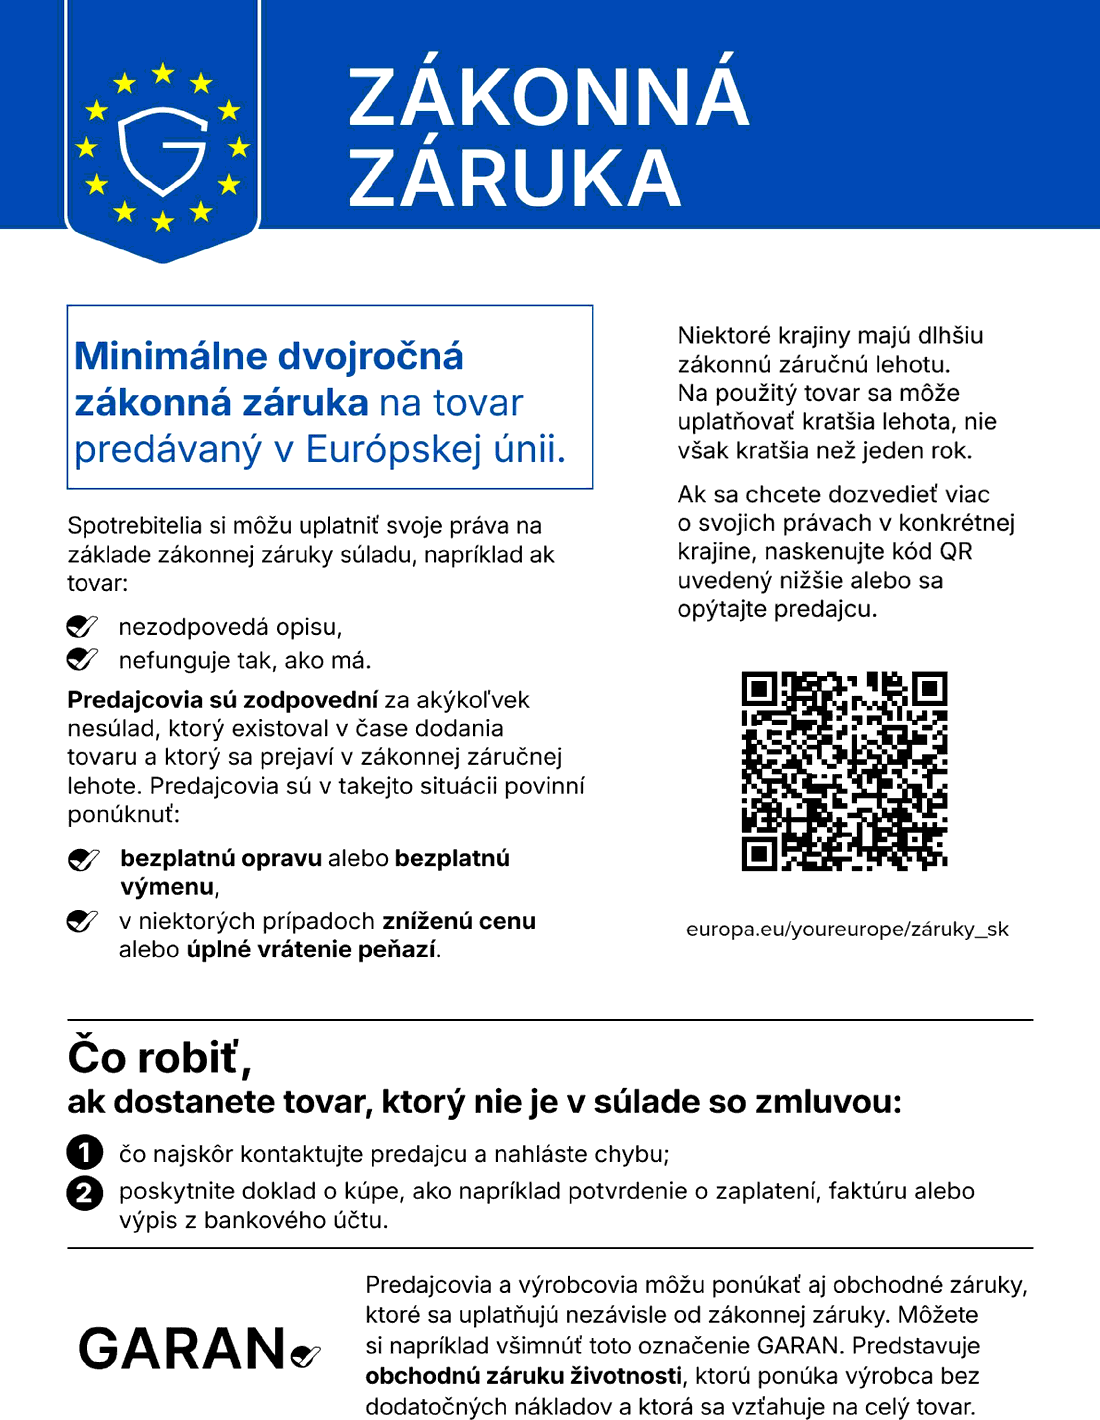 ZÁKONNÁ
ZÁRUKA
Minimálne dvojročná
zákonná záruka na tovar
predávaný v Európskej únii.
Spotrebitelia si môžu uplatniť svoje práva na
základe zákonnej záruky súladu, napríklad ak
tovar:
nezodpovedá opisu,
nefunguje tak, ako má.
Predajcovia sú zodpovední za akýkoľvek
nesúlad, ktorý existoval v čase dodania
tovaru a ktorý sa prejaví v zákonnej záručnej
lehote. Predajcovia sú v takejto situácii povinní
ponúknuť:
bezplatnú opravu alebo bezplatnú
výmenu,
v niektorých prípadoch zníženú cenu
alebo úplné vrátenie peňazí.
Niektoré krajiny majú dlhšiu
zákonnú záručnú lehotu.
Na použitý tovar sa môže
uplatňovať kratšia lehota, nie
však kratšia než jeden rok.
Ak sa chcete dozvedieť viac
o svojich právach v konkrétnej
krajine, naskenujte kód QR
uvedený nižšie alebo sa
opýtajte predajcu.
europa.eu/youreurope/záruky_sk
Čo robiť,
ak dostanete tovar, ktorý nie je v súlade so zmluvou:
1 čo najskôr kontaktujte predajcu a nahláste chybu;
2 poskytnite doklad o kúpe, ako napríklad potvrdenie o zaplatení, faktúru alebo
výpis z bankového účtu.
GARAN
Predajcovia a výrobcovia môžu ponúkať aj obchodné záruky,
ktoré sa uplatňujú nezávisle od zákonnej záruky. Môžete
si napríklad všimnúť toto označenie GARAN. Predstavuje
obchodnú záruku životnosti, ktorú ponúka výrobca bez
dodatočných nákladov a ktorá sa vzťahuje na celý tovar.